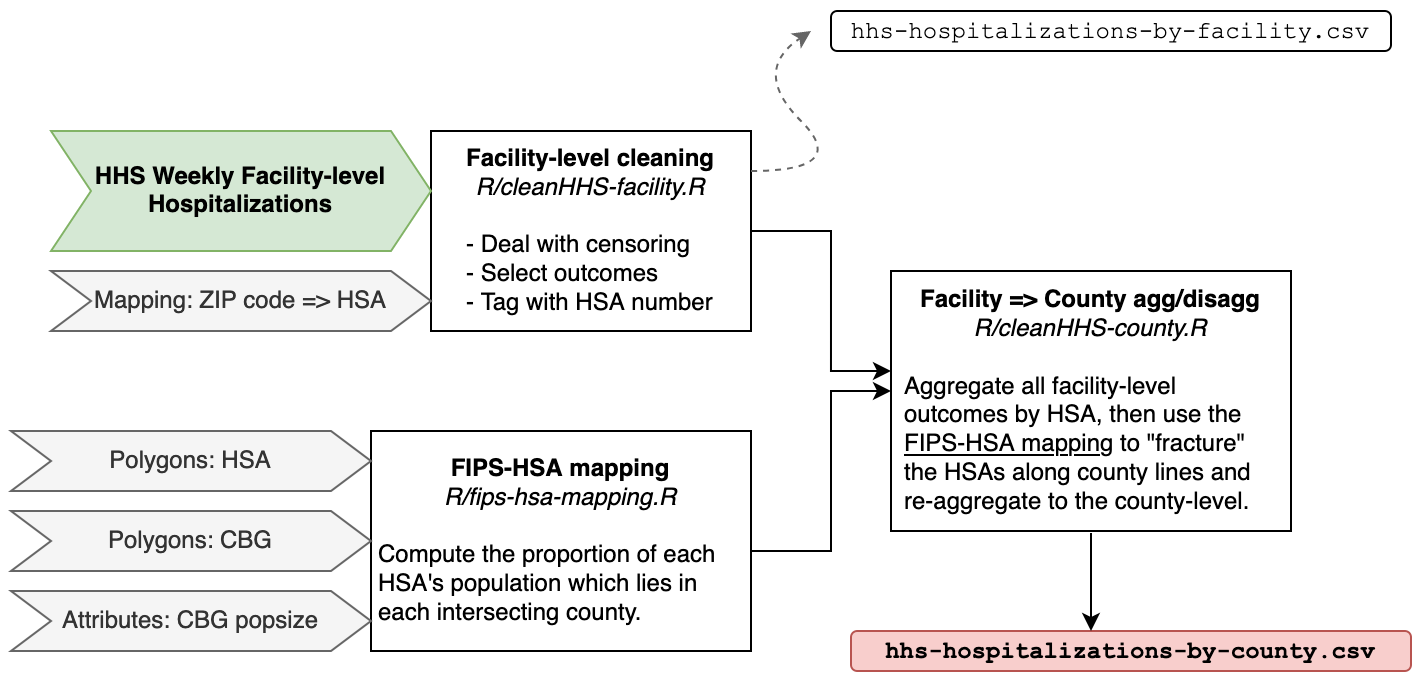 hhs-hospitalizations-by-facility.csv
HHS Weekly Facility-level
Hospitalizations
Mapping: ZIP code => HSA
Facility-level cleaning
R/cleanHHS-facility.R
- Deal with censoring
- Select outcomes
- Tag with HSA number
Polygons: HSA
Polygons: CBG
Attributes: CBG popsize
FIPS-HSA mapping
R/fips-hsa-mapping.R
Compute the proportion of each
HSA's population which lies in
each intersecting county.
Facility => County agg/disagg
R/cleanHHS-county.R
Aggregate all facility-level
outcomes by HSA, then use the
FIPS-HSA mapping to "fracture"
the HSAs along county lines and
re-aggregate to the county-level.
hhs-hospitalizations-by-county.csv